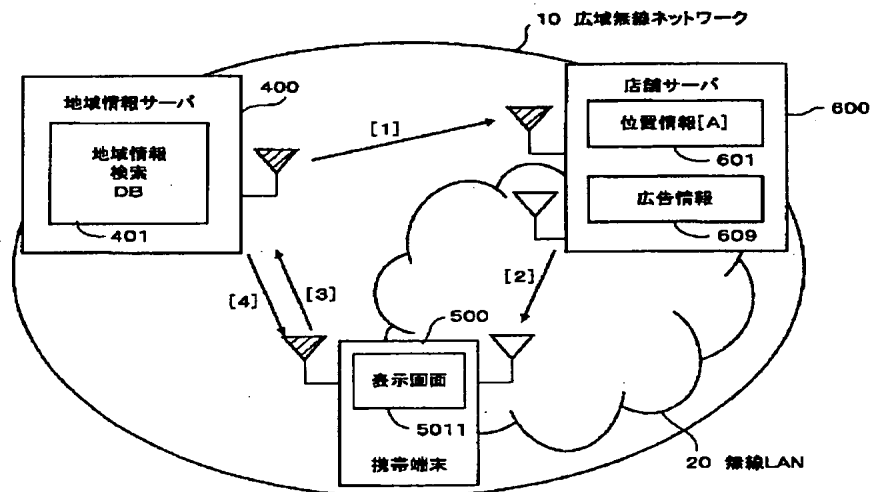 10 広域無線ネットワーク
地域情報サーバ
400
地域情報
検索
DB
401
店舗サーバ
600
位置情報[A]
601
広告情報
609
[1]
[2]
[3]
[4]
500
表示画面
5011
携帯端末
20 無線LAN